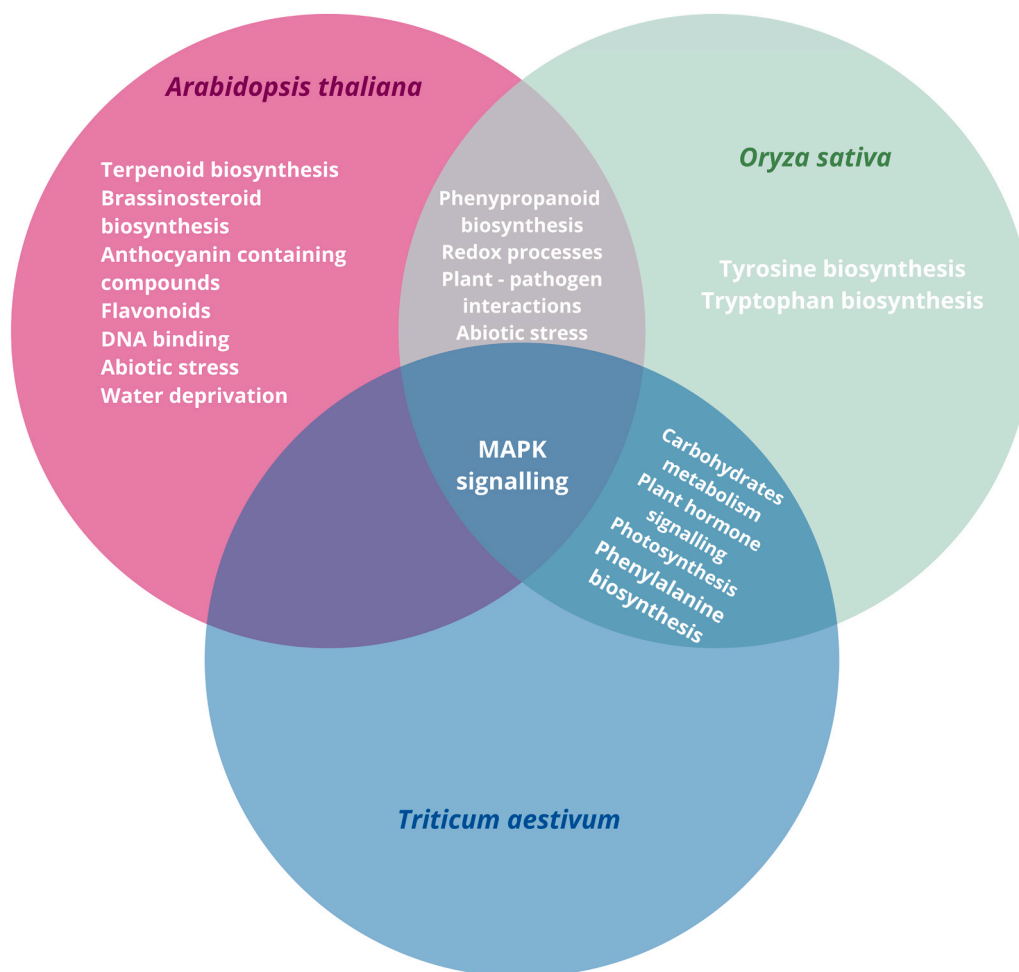 Arabidopsis thaliana
Terpenoid biosynthesis
Brassinosteroid
biosynthesis
Anthocyanin containing
compounds
Flavonoids
DNA binding
Abiotic stress
Water deprivation
Phenypropanoid
biosynthesis
Redox processes
Plant - pathogen
interactions
Abiotic stress
Oryza sativa
Tyrosine biosynthesis
Tryptophan biosynthesis
MAPK
signalling
Carbohydrates
metabolism
Plant hormone
signalling
Photosynthesis
Phenylalanine
biosynthesis
Triticum aestivum